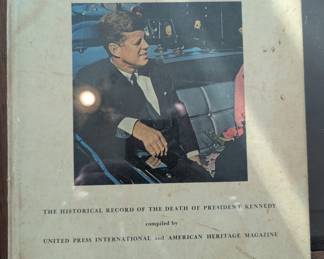 THE HISTORICAL RECORD OF THE DEATH OF PRESIDENT KENNEDY
compiled by
UNITED PRESS INTERNATIONAL and AMERICAN HERITAGE MAGAZINE